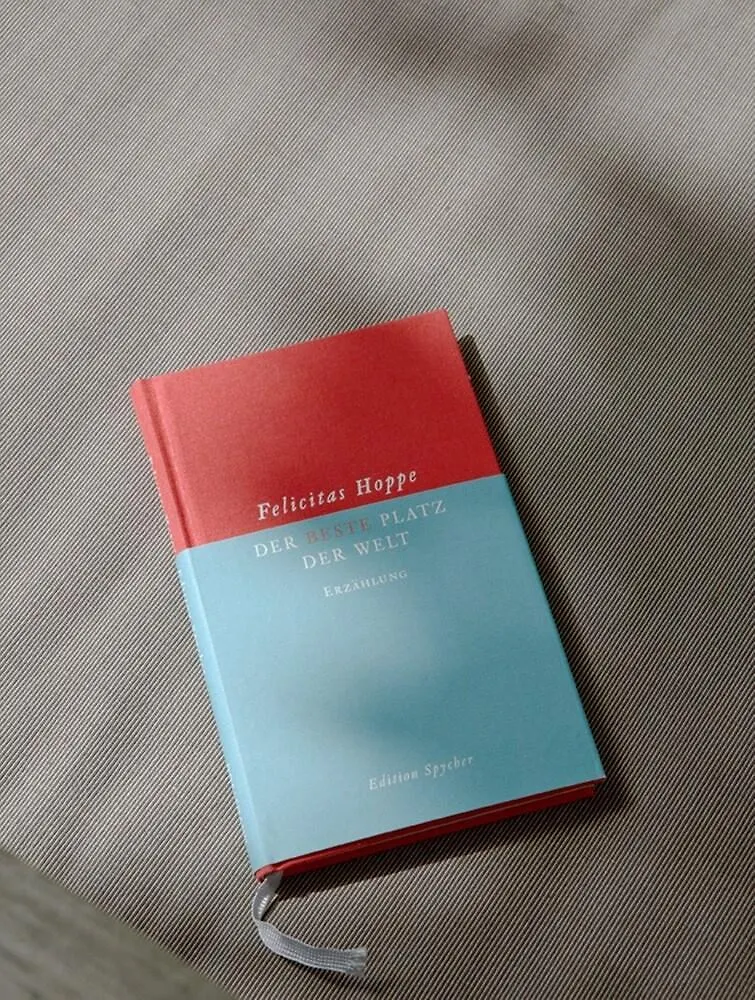 Felicitas Hoppe
DER BESTE PLATZ
DER WELT
ERZÄHLUNG
Edition Spycher